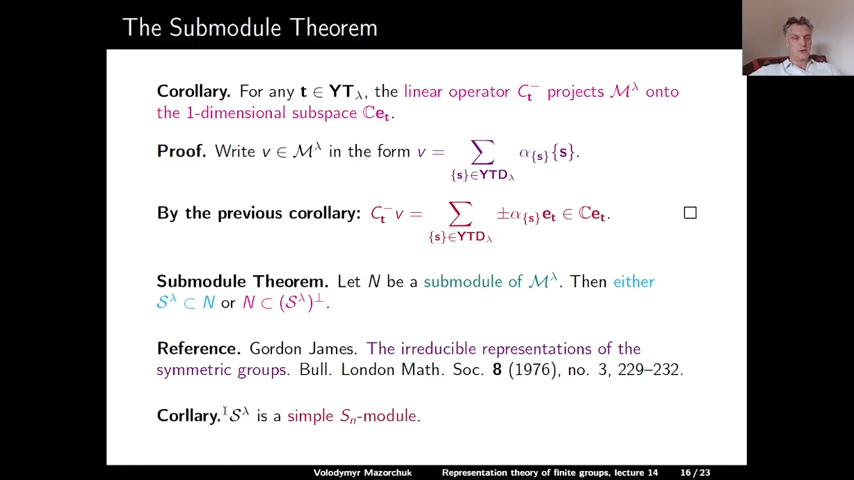 The Submodule Theorem
Corollary. For any t ∈ YT_λ, the linear operator C_t^− projects M^λ onto
the 1-dimensional subspace ℂe_t.
Proof. Write v ∈ M^λ in the form v = ∑_{{s}∈YTD_λ} α_{{s}}{s}.
By the previous corollary: C_t^− v = ∑_{{s}∈YTD_λ} ±α_{{s}}e_t ∈ ℂe_t. □
Submodule Theorem. Let N be a submodule of M^λ. Then either
S^λ ⊂ N or N ⊂ (S^λ)^⊥.
Reference. Gordon James. The irreducible representations of the
symmetric groups. Bull. London Math. Soc. 8 (1976), no. 3, 229–232.
Corllary. S^λ is a simple S_n-module.
Volodymyr Mazorchuk Representation theory of finite groups, lecture 14 16 / 23